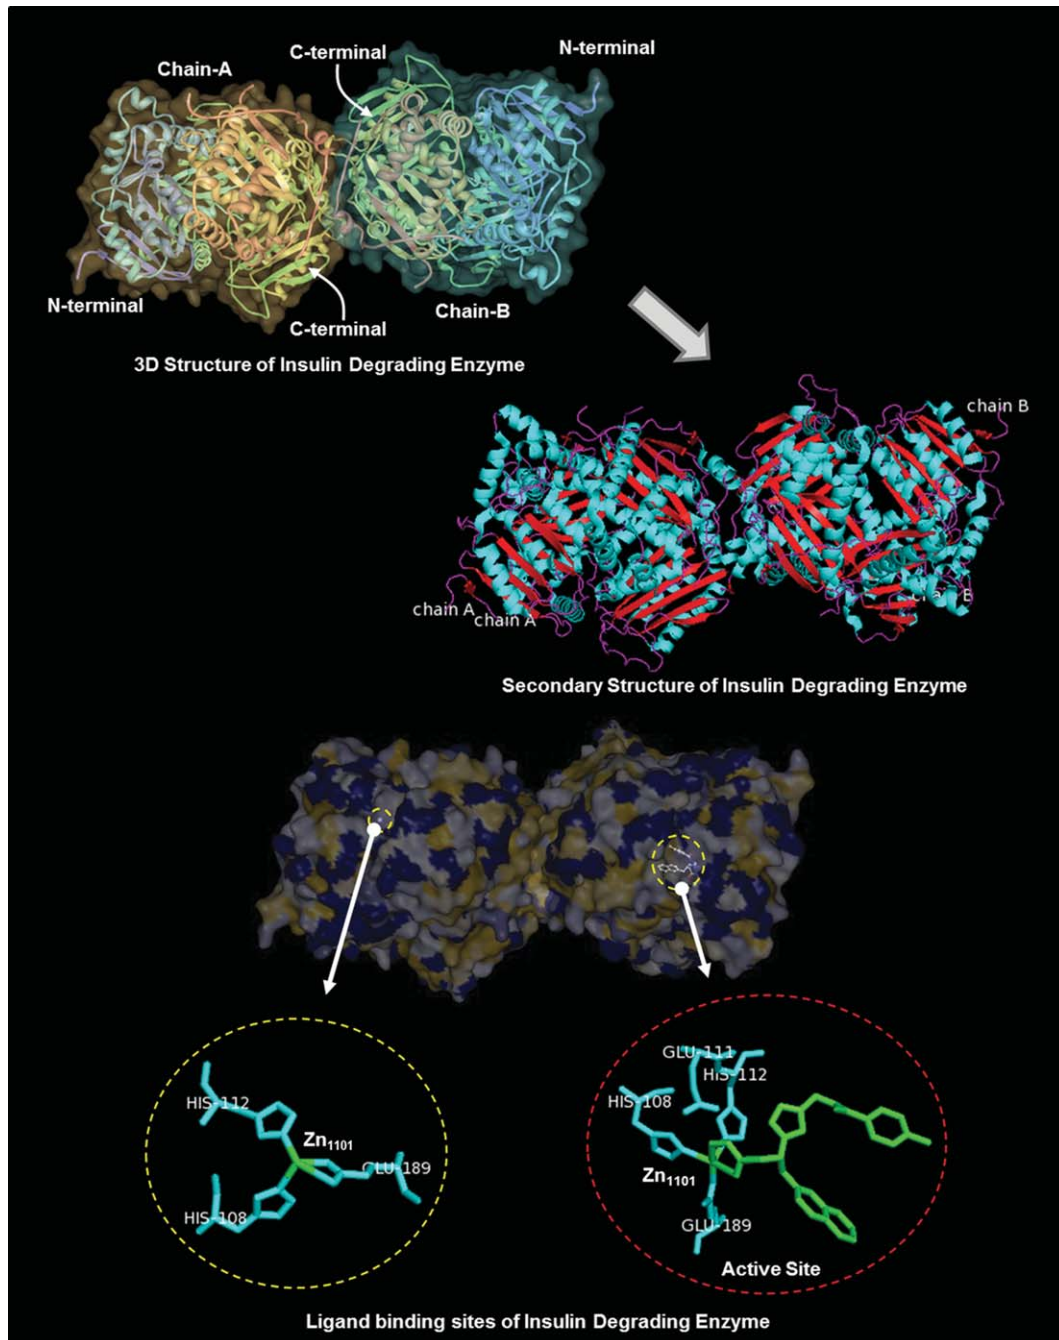 C-terminal
N-terminal
Chain-A
N-terminal
Chain-B
C-terminal
3D Structure of Insulin Degrading Enzyme
chain B
chain A
chain A
Secondary Structure of Insulin Degrading Enzyme
GLU-111
HIS-112
HIS-112
HIS-108
Zn1101
GLU-189
Zn1101
HIS-108
GLU-189
Active Site
Ligand binding sites of Insulin Degrading Enzyme